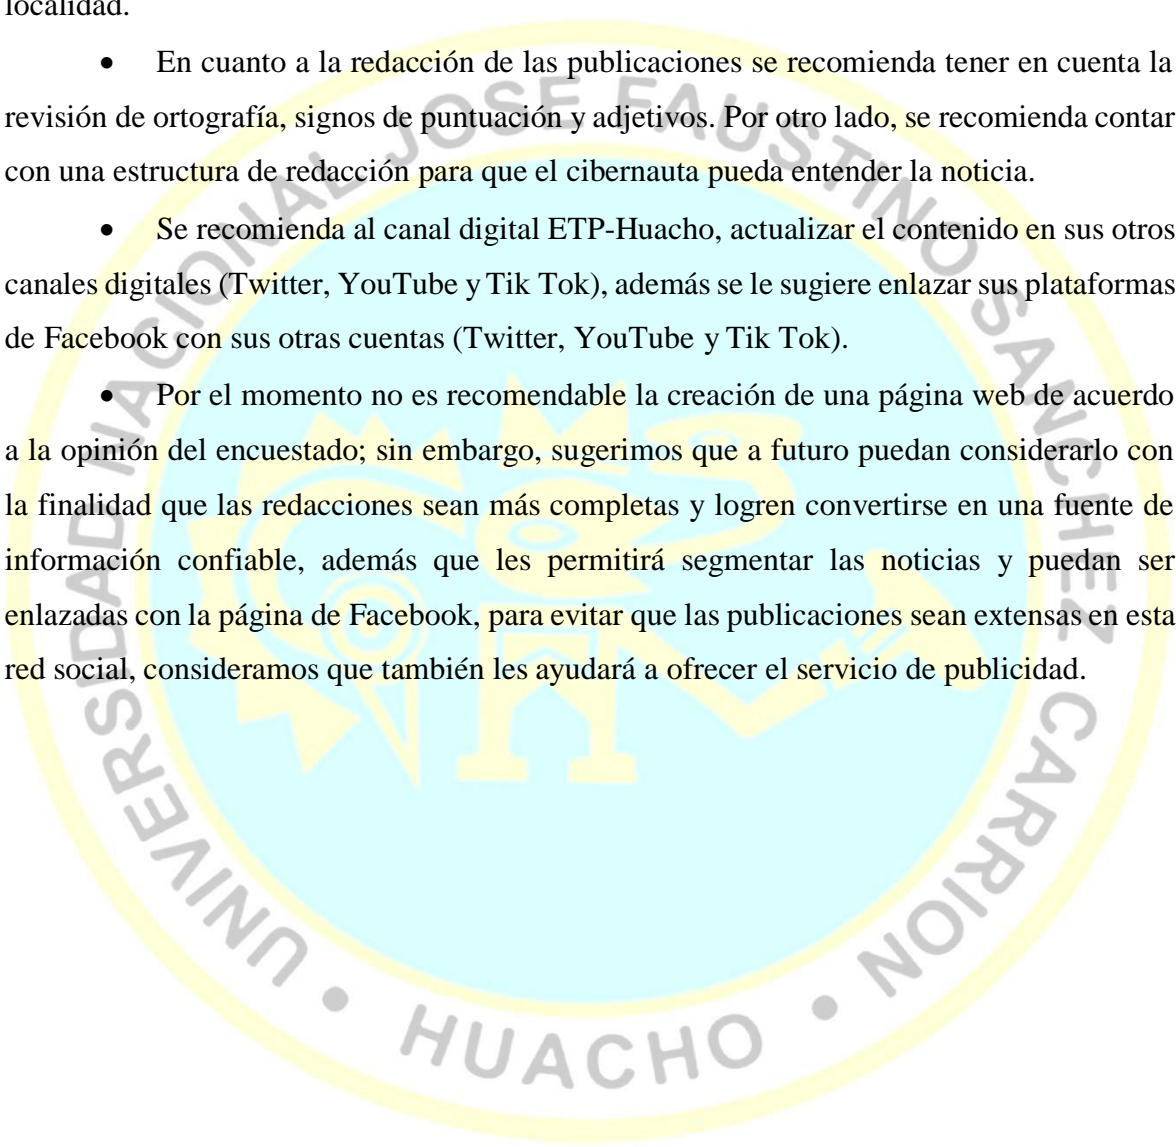 localidad.
• En cuanto a la redacción de las publicaciones se recomienda tener en cuenta la
revisión de ortografía, signos de puntuación y adjetivos. Por otro lado, se recomienda contar
con una estructura de redacción para que el cibernauta pueda entender la noticia.
• Se recomienda al canal digital ETP-Huacho, actualizar el contenido en sus otros
canales digitales (Twitter, YouTube y Tik Tok), además se le sugiere enlazar sus plataformas
de Facebook con sus otras cuentas (Twitter, YouTube y Tik Tok).
• Por el momento no es recomendable la creación de una página web de acuerdo
a la opinión del encuestado; sin embargo, sugerimos que a futuro puedan considerarlo con
la finalidad que las redacciones sean más completas y logren convertirse en una fuente de
información confiable, además que les permitirá segmentar las noticias y puedan ser
enlazadas con la página de Facebook, para evitar que las publicaciones sean extensas en esta
red social, consideramos que también les ayudará a ofrecer el servicio de publicidad.
UNIVERSIDAD NACIONAL JOSE FAUSTINO SANCHEZ CARRION
• HUACHO •